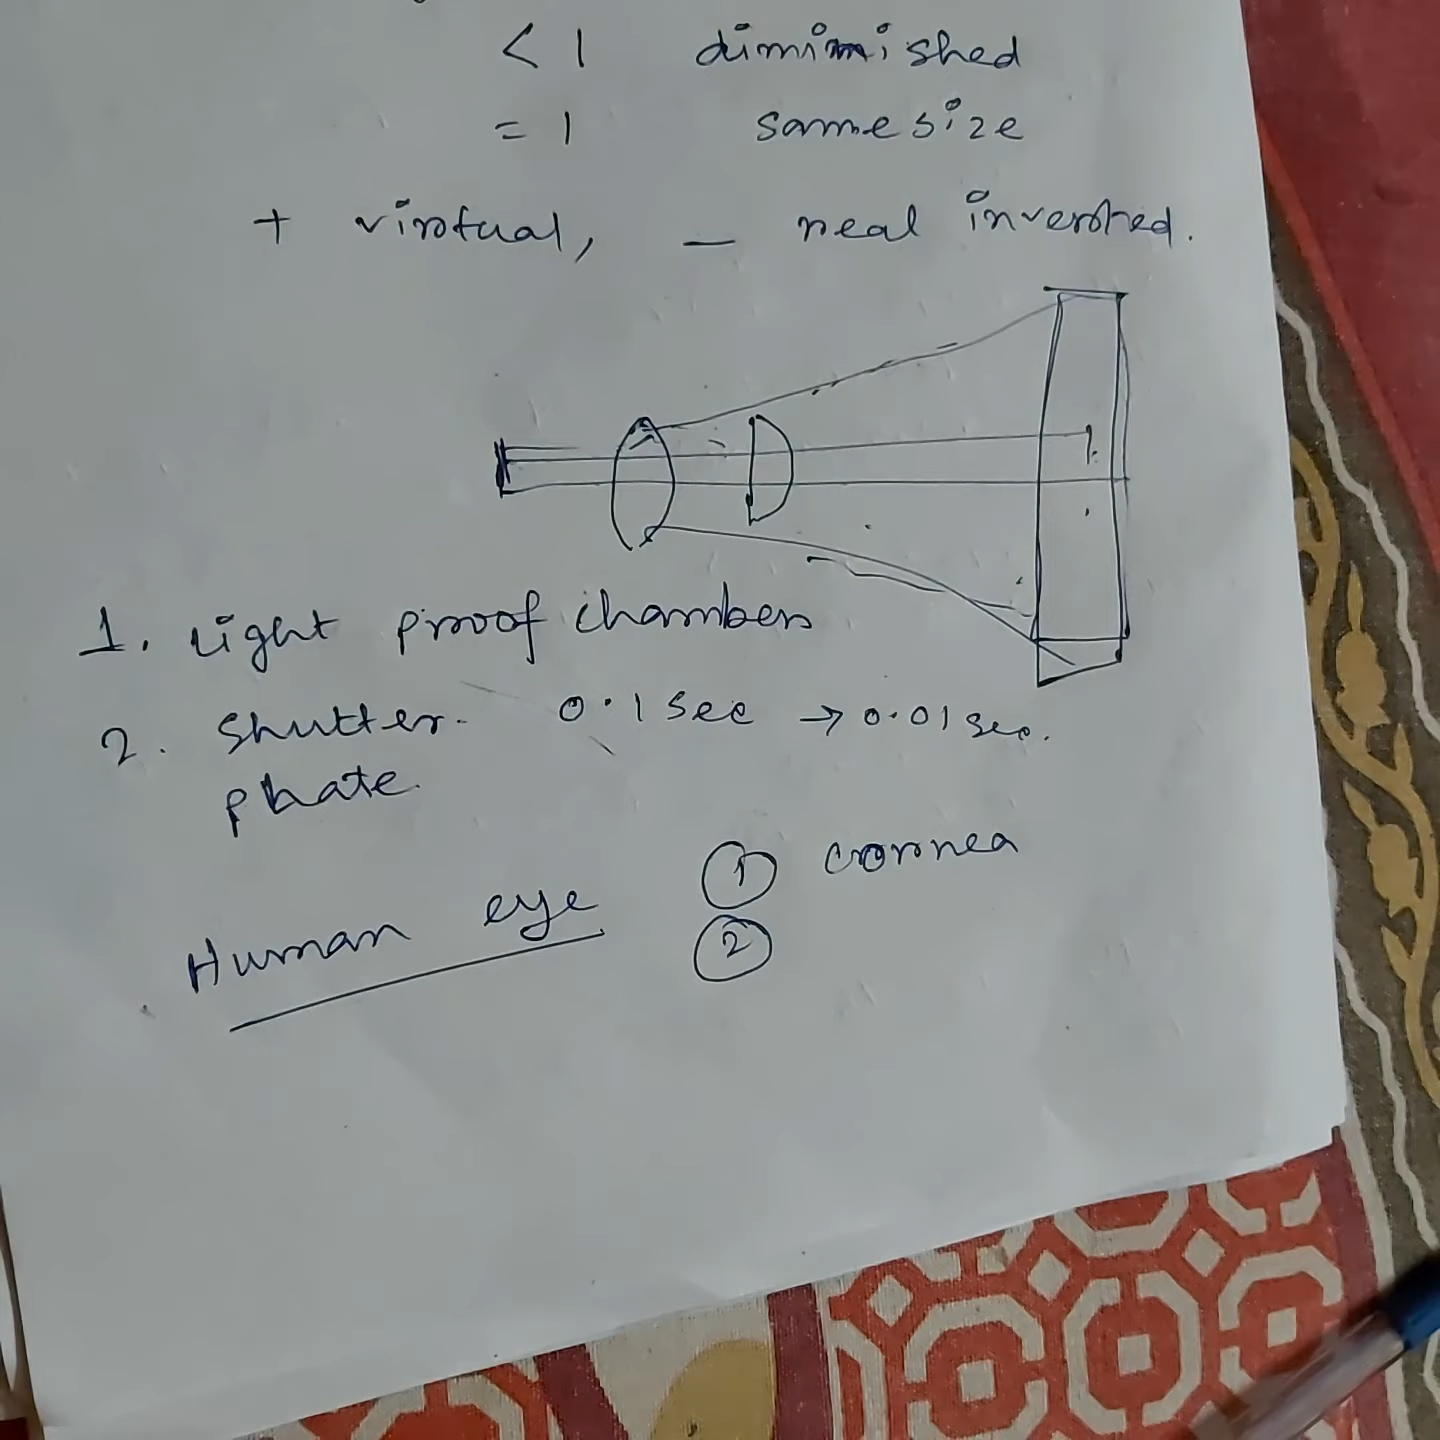 < 1 diminished
= 1 same size
+ virtual, - real inverted.
1. Light proof chamber
2. Shutter. 0.1 sec → 0.01 sec.
plate.
Human eye ① cornea
②